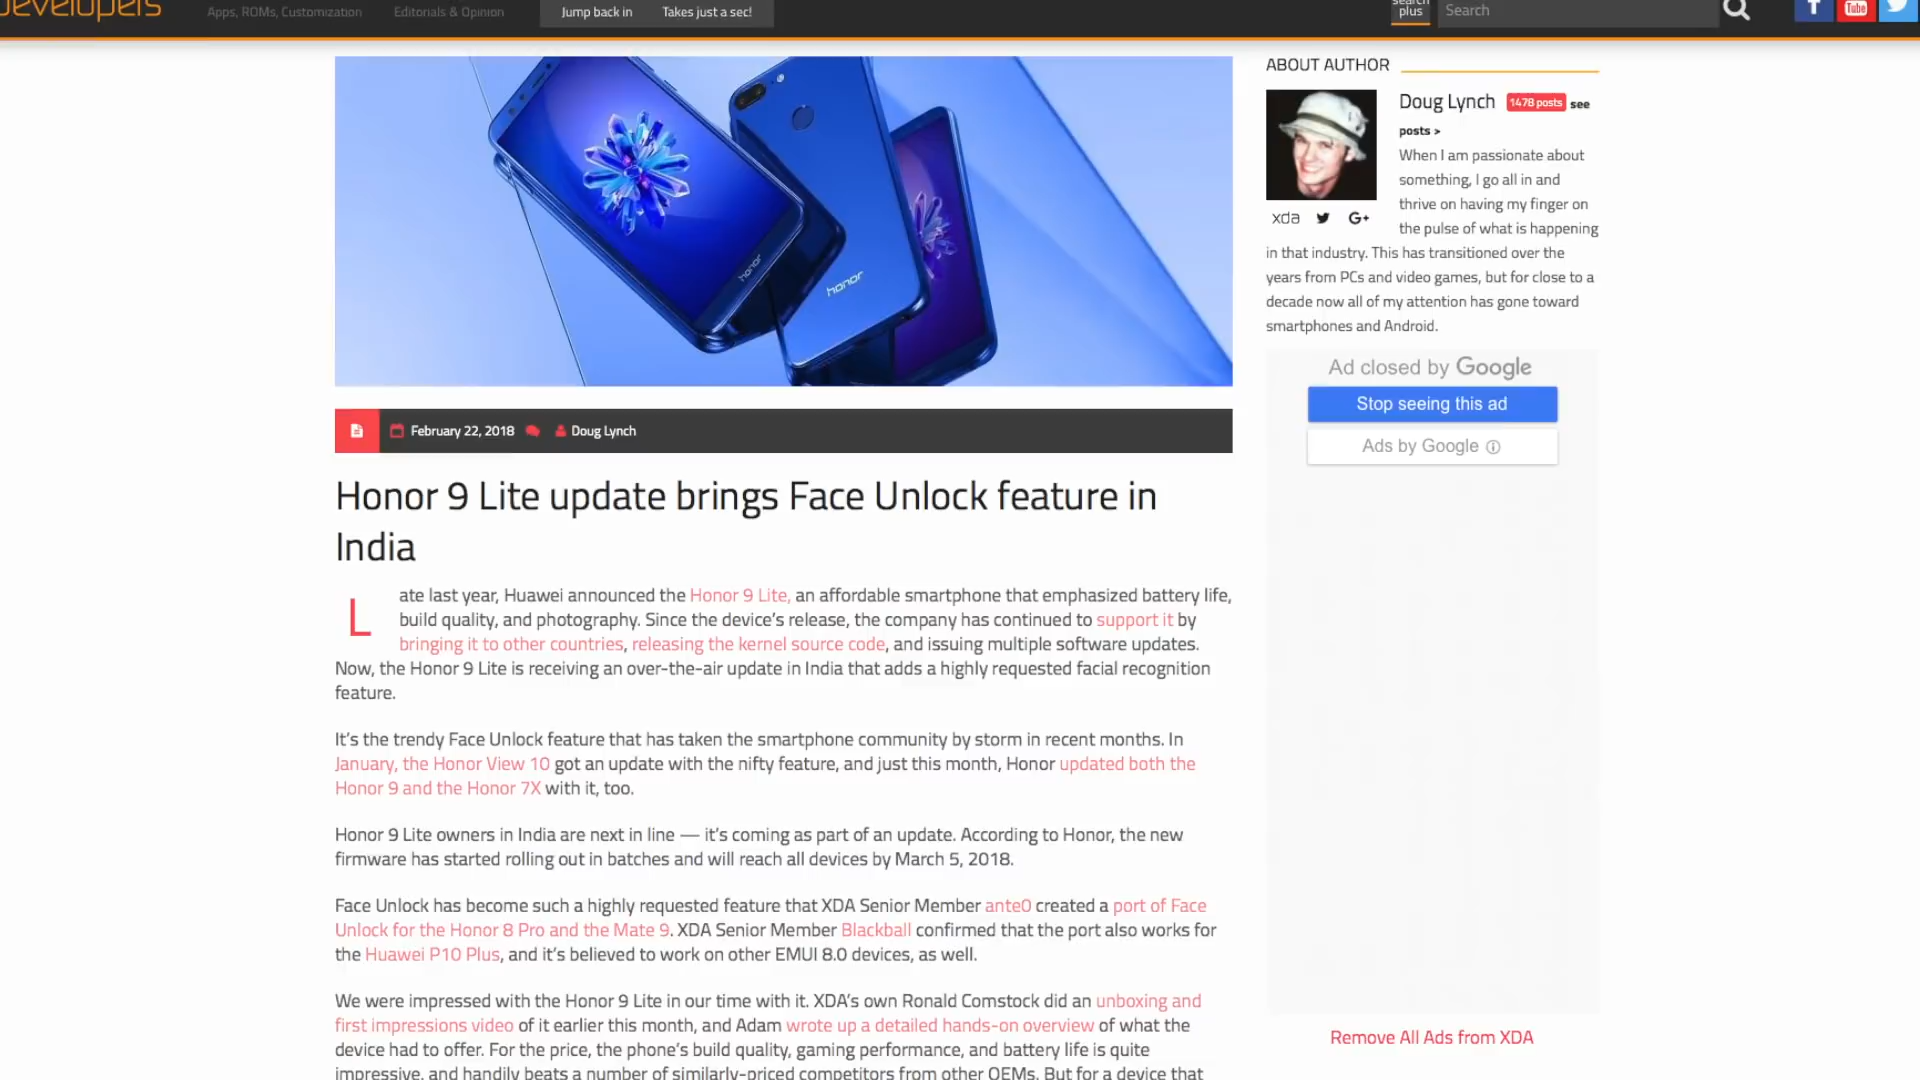 developers
Apps, ROMs, Customization
Editorials & Opinion
Jump back in
Takes just a sec!
search
plus
Search
You
Tube
honor
honor
February 22, 2018
Doug Lynch
Honor 9 Lite update brings Face Unlock feature in
India
Late last year, Huawei announced the Honor 9 Lite, an affordable smartphone that emphasized battery life,
build quality, and photography. Since the device’s release, the company has continued to support it by
bringing it to other countries, releasing the kernel source code, and issuing multiple software updates.
Now, the Honor 9 Lite is receiving an over-the-air update in India that adds a highly requested facial recognition
feature.
It’s the trendy Face Unlock feature that has taken the smartphone community by storm in recent months. In
January, the Honor View 10 got an update with the nifty feature, and just this month, Honor updated both the
Honor 9 and the Honor 7X with it, too.
Honor 9 Lite owners in India are next in line — it’s coming as part of an update. According to Honor, the new
firmware has started rolling out in batches and will reach all devices by March 5, 2018.
Face Unlock has become such a highly requested feature that XDA Senior Member ante0 created a port of Face
Unlock for the Honor 8 Pro and the Mate 9. XDA Senior Member Blackball confirmed that the port also works for
the Huawei P10 Plus, and it’s believed to work on other EMUI 8.0 devices, as well.
We were impressed with the Honor 9 Lite in our time with it. XDA’s own Ronald Comstock did an unboxing and
first impressions video of it earlier this month, and Adam wrote up a detailed hands-on overview of what the
device had to offer. For the price, the phone’s build quality, gaming performance, and battery life is quite
impressive, and handily beats a number of similarly-priced competitors from other OEMs. But for a device that
ABOUT AUTHOR
Doug Lynch 1478 posts see
posts >
When I am passionate about
something, I go all in and
thrive on having my finger on
the pulse of what is happening
xda G+
in that industry. This has transitioned over the
years from PCs and video games, but for close to a
decade now all of my attention has gone toward
smartphones and Android.
Ad closed by Google
Stop seeing this ad
Ads by Google
Remove All Ads from XDA